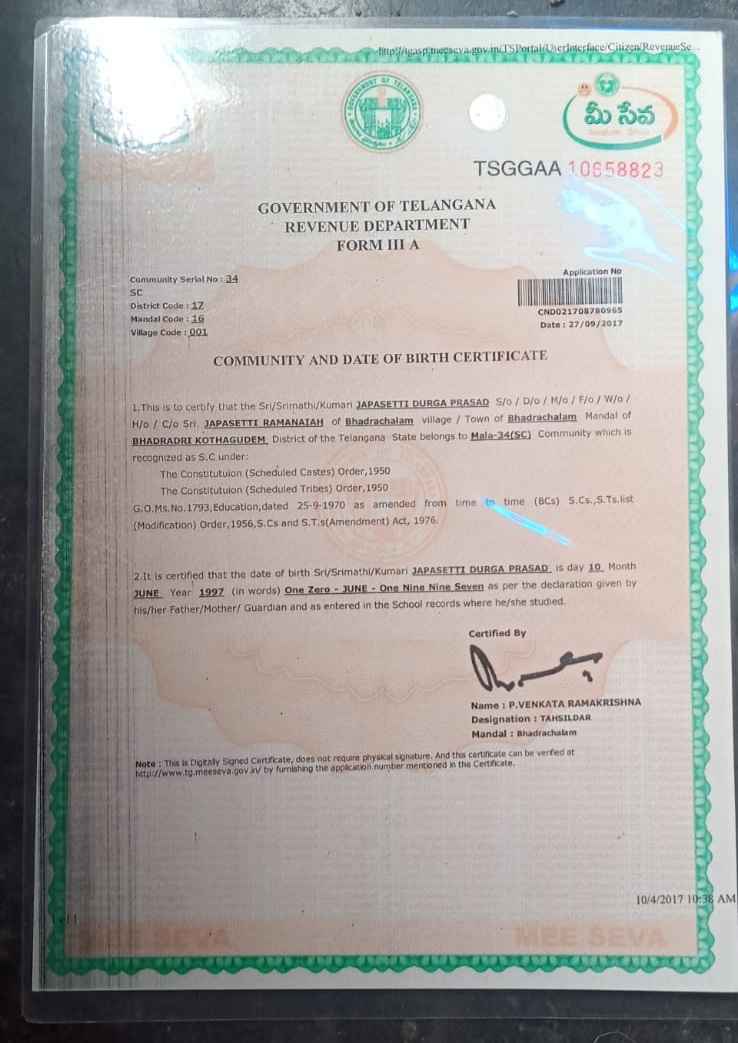 http://tgasp.meeseva.gov.in/TSPortal/UserInterface/Citizen/RevenueSe...
GOVERNMENT OF TELANGANA
మీ సేవ
TSGGAA 10658823
GOVERNMENT OF TELANGANA
REVENUE DEPARTMENT
FORM III A
Community Serial No : 34
SC
District Code : 17
Mandal Code : 16
Village Code : 001
Application No
CND021708780965
Date : 27/09/2017
COMMUNITY AND DATE OF BIRTH CERTIFICATE
1.This is to certify that the Sri/Srimathi/Kumari JAPASETTI DURGA PRASAD S/o / D/o / M/o / F/o / W/o /
H/o / C/o Sri. JAPASETTI RAMANAIAH of Bhadrachalam village / Town of Bhadrachalam Mandal of
BHADRADRI KOTHAGUDEM District of the Telangana State belongs to Mala-34(SC) Community which is
recognized as S.C under:
The Constitutuion (Scheduled Castes) Order,1950
The Constitutuion (Scheduled Tribes) Order,1950
G.O.Ms.No.1793,Education,dated 25-9-1970 as amended from time to time (BCs) S.Cs.,S.Ts.list
(Modification) Order,1956,S.Cs and S.T.s(Amendment) Act, 1976.
2.It is certified that the date of birth Sri/Srimathi/Kumari JAPASETTI DURGA PRASAD is day 10 Month
JUNE Year 1997 (in words) One Zero - JUNE - One Nine Nine Seven as per the declaration given by
his/her Father/Mother/ Guardian and as entered in the School records where he/she studied.
Certified By
Name : P.VENKATA RAMAKRISHNA
Designation : TAHSILDAR
Mandal : Bhadrachalam
Note : This is Digitally Signed Certificate, does not require physical signature. And this certificate can be verified at
http://www.tg.meeseva.gov.in/ by furnishing the application number mentioned in the Certificate.
10/4/2017 10:38 AM
MEE SEVA
MEE SEVA